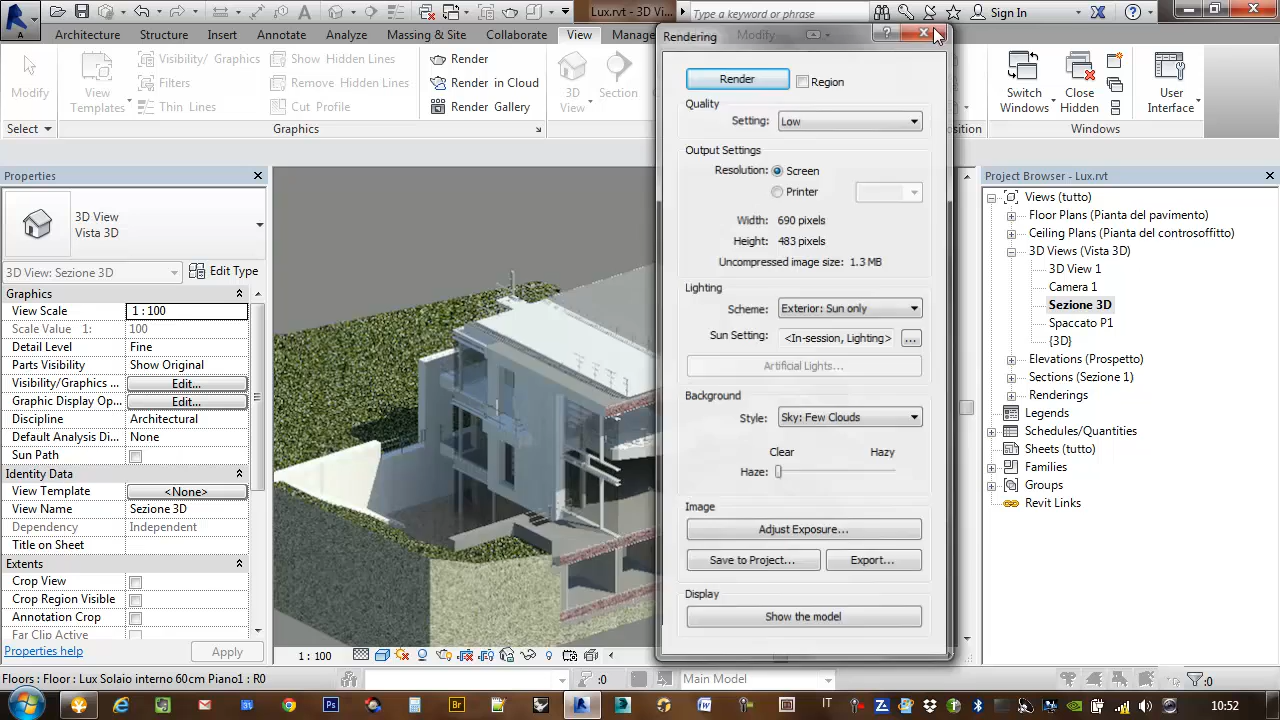 Lux.rvt
Type a keyword or phrase
Sign In
Architecture
Structure
Insert
Annotate
Analyze
Massing & Site
Collaborate
View
Manage
Modify
Modify
Select
View
Templates
Visibility/ Graphics
Filters
Thin Lines
Show Hidden Lines
Remove Hidden Lines
Cut Profile
Graphics
Render
Render in Cloud
Render Gallery
3D
View
Section
Switch
Windows
Close
Hidden
User
Interface
Windows
Rendering
Render
Region
Quality
Setting: Low
Output Settings
Resolution: Screen
Printer
Width: 690 pixels
Height: 483 pixels
Uncompressed image size: 1.3 MB
Lighting
Scheme: Exterior: Sun only
Sun Setting: <In-session, Lighting> ...
Artificial Lights...
Background
Style: Sky: Few Clouds
Clear Hazy
Haze:
Image
Adjust Exposure...
Save to Project... Export...
Display
Show the model
Properties
3D View
Vista 3D
3D View: Sezione 3D Edit Type
Graphics
View Scale 1 : 100
Scale Value 1: 100
Detail Level Fine
Parts Visibility Show Original
Visibility/Graphics ... Edit...
Graphic Display Op... Edit...
Discipline Architectural
Default Analysis Di... None
Sun Path
Identity Data
View Template <None>
View Name Sezione 3D
Dependency Independent
Title on Sheet
Extents
Crop View
Crop Region Visible
Annotation Crop
Far Clip Active
Properties help Apply
1 : 100
Project Browser - Lux.rvt
Views (tutto)
Floor Plans (Pianta del pavimento)
Ceiling Plans (Pianta del controsoffitto)
3D Views (Vista 3D)
3D View 1
Camera 1
Sezione 3D
Spaccato P1
{3D}
Elevations (Prospetto)
Sections (Sezione 1)
Renderings
Legends
Schedules/Quantities
Sheets (tutto)
Families
Groups
Revit Links
Floors : Floor : Lux Solaio interno 60cm Piano1 : R0
:0
Main Model
:0
IT
10:52